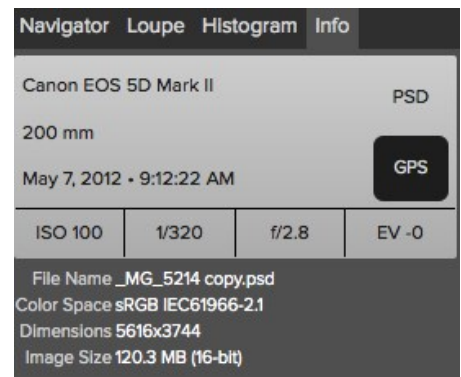 Navigator Loupe Histogram Info
Canon EOS 5D Mark II
PSD
200 mm
GPS
May 7, 2012 • 9:12:22 AM
ISO 100 1/320 f/2.8 EV -0
File Name _MG_5214 copy.psd
Color Space sRGB IEC61966-2.1
Dimensions 5616x3744
Image Size 120.3 MB (16-bit)